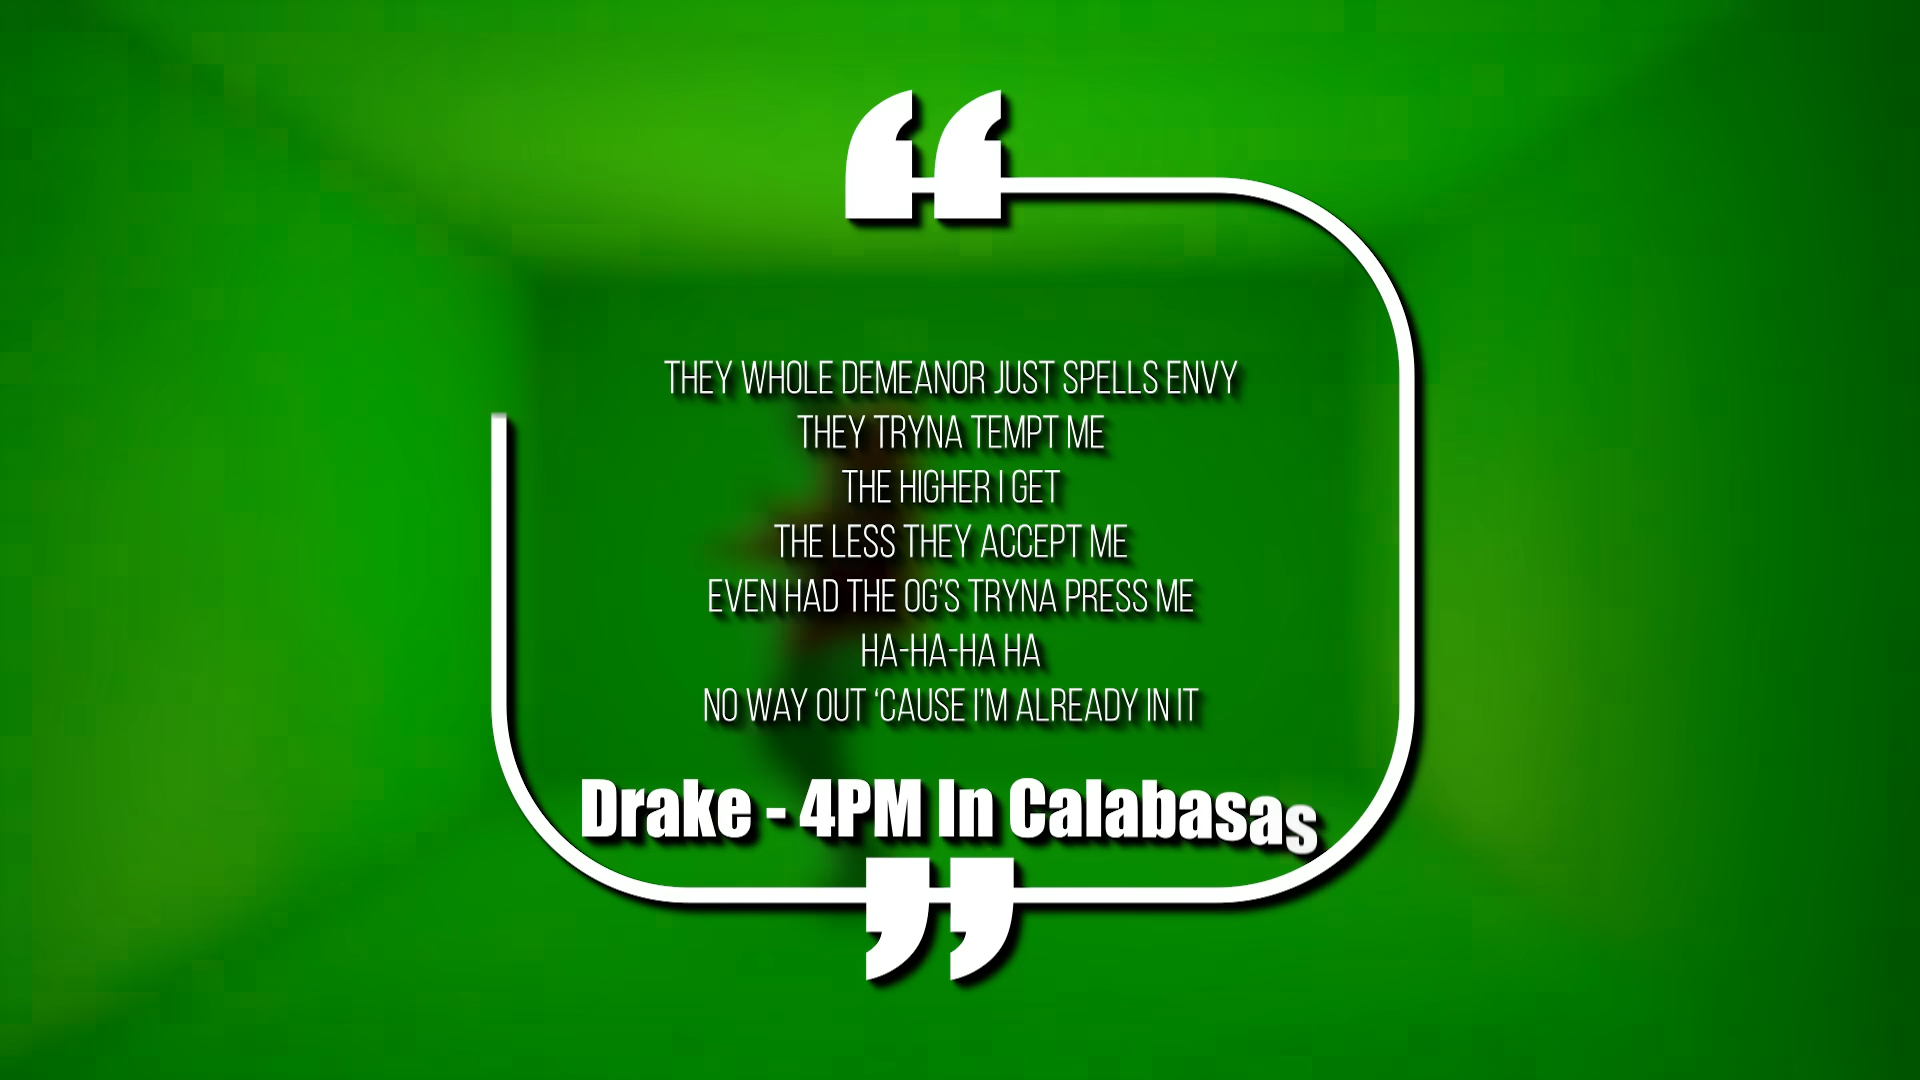 THEY WHOLE DEMEANOR JUST SPELLS ENVY
THEY TRYNA TEMPT ME
THE HIGHER I GET
THE LESS THEY ACCEPT ME
EVEN HAD THE OG'S TRYNA PRESS ME
HA-HA-HA HA
NO WAY OUT ‘CAUSE I'M ALREADY IN IT
Drake - 4PM In Calabasas